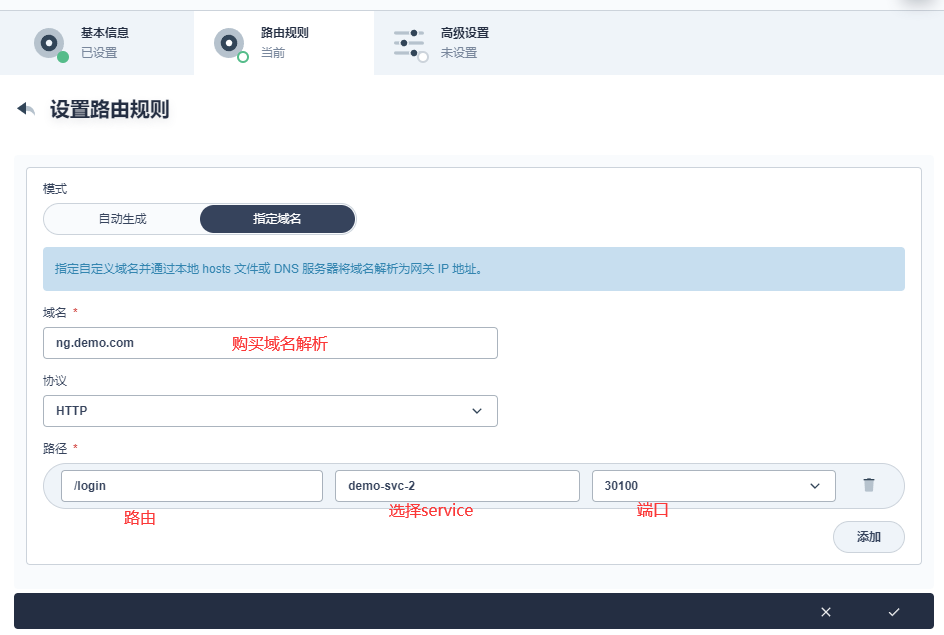 基本信息
已设置
路由规则
当前
高级设置
未设置
设置路由规则
模式
自动生成
指定域名
指定自定义域名并通过本地 hosts 文件或 DNS 服务器将域名解析为网关 IP 地址。
域名 *
ng.demo.com 购买域名解析
协议
HTTP
路径 *
/login demo-svc-2 30100
路由 选择service 端口
添加